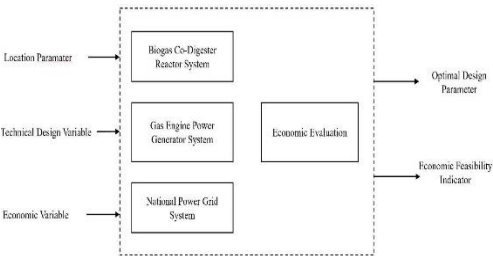 Location Paramater
Technical Design Variable
Economic Variable
Biogas Co-Digester
Reactor System
Gas Engine Power
Generator System
National Power Grid
System
Economic Evaluation
Optimal Design
Parameter
Economic Feasibility
Indicator